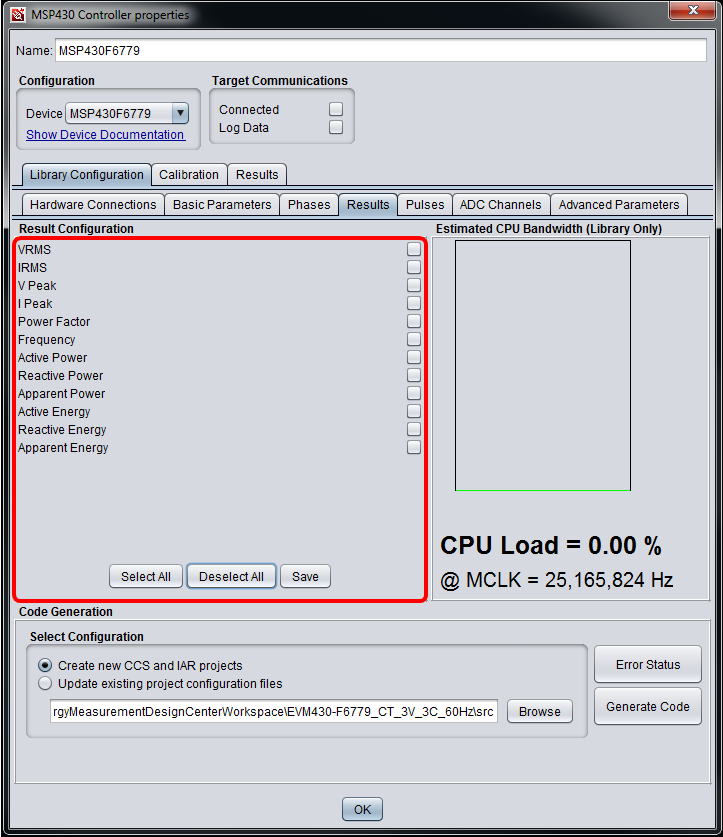 MSP430 Controller properties
Name: MSP430F6779
Configuration
Target Communications
Device MSP430F6779
Show Device Documentation
Connected
Log Data
Library Configuration Calibration Results
Hardware Connections Basic Parameters Phases Results Pulses ADC Channels Advanced Parameters
Result Configuration
Estimated CPU Bandwidth (Library Only)
VRMS
IRMS
V Peak
I Peak
Power Factor
Frequency
Active Power
Reactive Power
Apparent Power
Active Energy
Reactive Energy
Apparent Energy
Select All Deselect All Save
CPU Load = 0.00 %
@ MCLK = 25,165,824 Hz
Code Generation
Select Configuration
Create new CCS and IAR projects
Update existing project configuration files
rgyMeasurementDesignCenterWorkspace\EVM430-F6779_CT_3V_3C_60Hz\src Browse
Error Status
Generate Code
OK